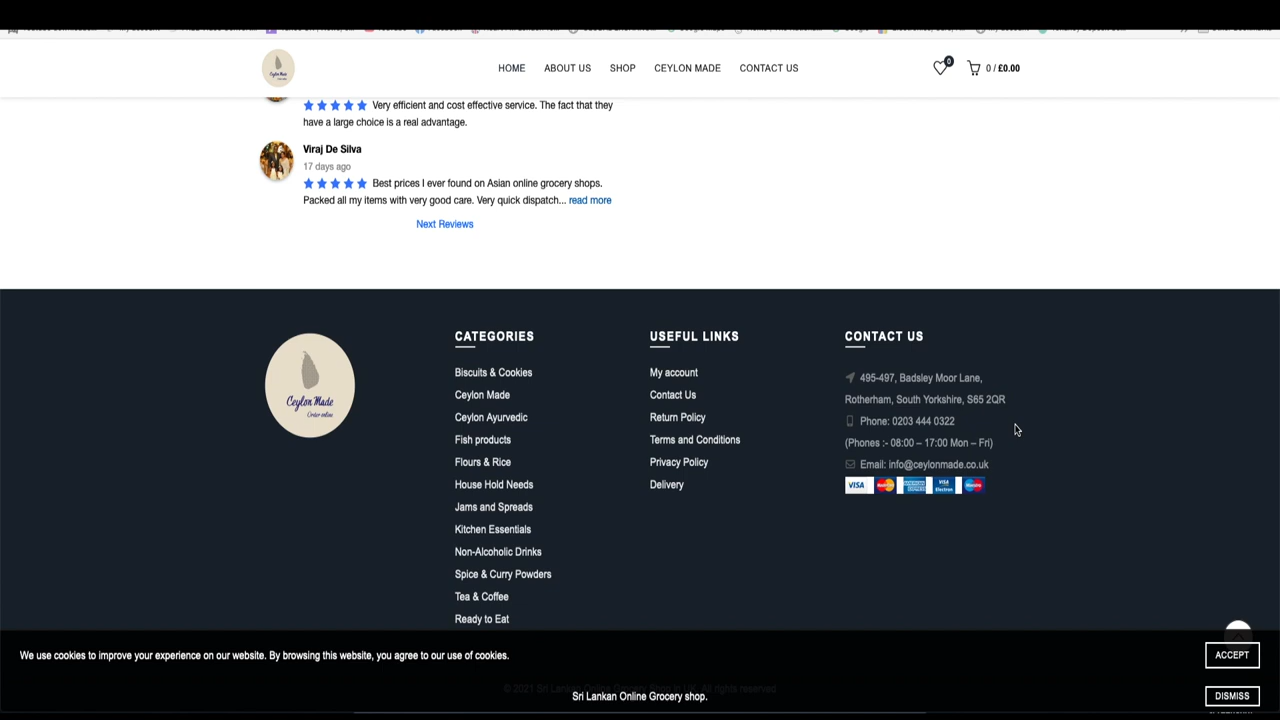 HOME ABOUT US SHOP CEYLON MADE CONTACT US 0 0 / £0.00
Very efficient and cost effective service. The fact that they
have a large choice is a real advantage.
Viraj De Silva
17 days ago
Best prices I ever found on Asian online grocery shops.
Packed all my items with very good care. Very quick dispatch... read more
Next Reviews
Ceylon Made
CATEGORIES
Biscuits & Cookies
Ceylon Made
Ceylon Ayurvedic
Fish products
Flours & Rice
House Hold Needs
Jams and Spreads
Kitchen Essentials
Non-Alcoholic Drinks
Spice & Curry Powders
Tea & Coffee
Ready to Eat
USEFUL LINKS
My account
Contact Us
Return Policy
Terms and Conditions
Privacy Policy
Delivery
CONTACT US
495-497, Badsley Moor Lane,
Rotherham, South Yorkshire, S65 2QR
Phone: 0203 444 0322
(Phones :- 08:00 – 17:00 Mon – Fri)
Email: info@ceylonmade.co.uk
VISA
We use cookies to improve your experience on our website. By browsing this website, you agree to our use of cookies.
ACCEPT
Sri Lankan Online Grocery shop.
DISMISS